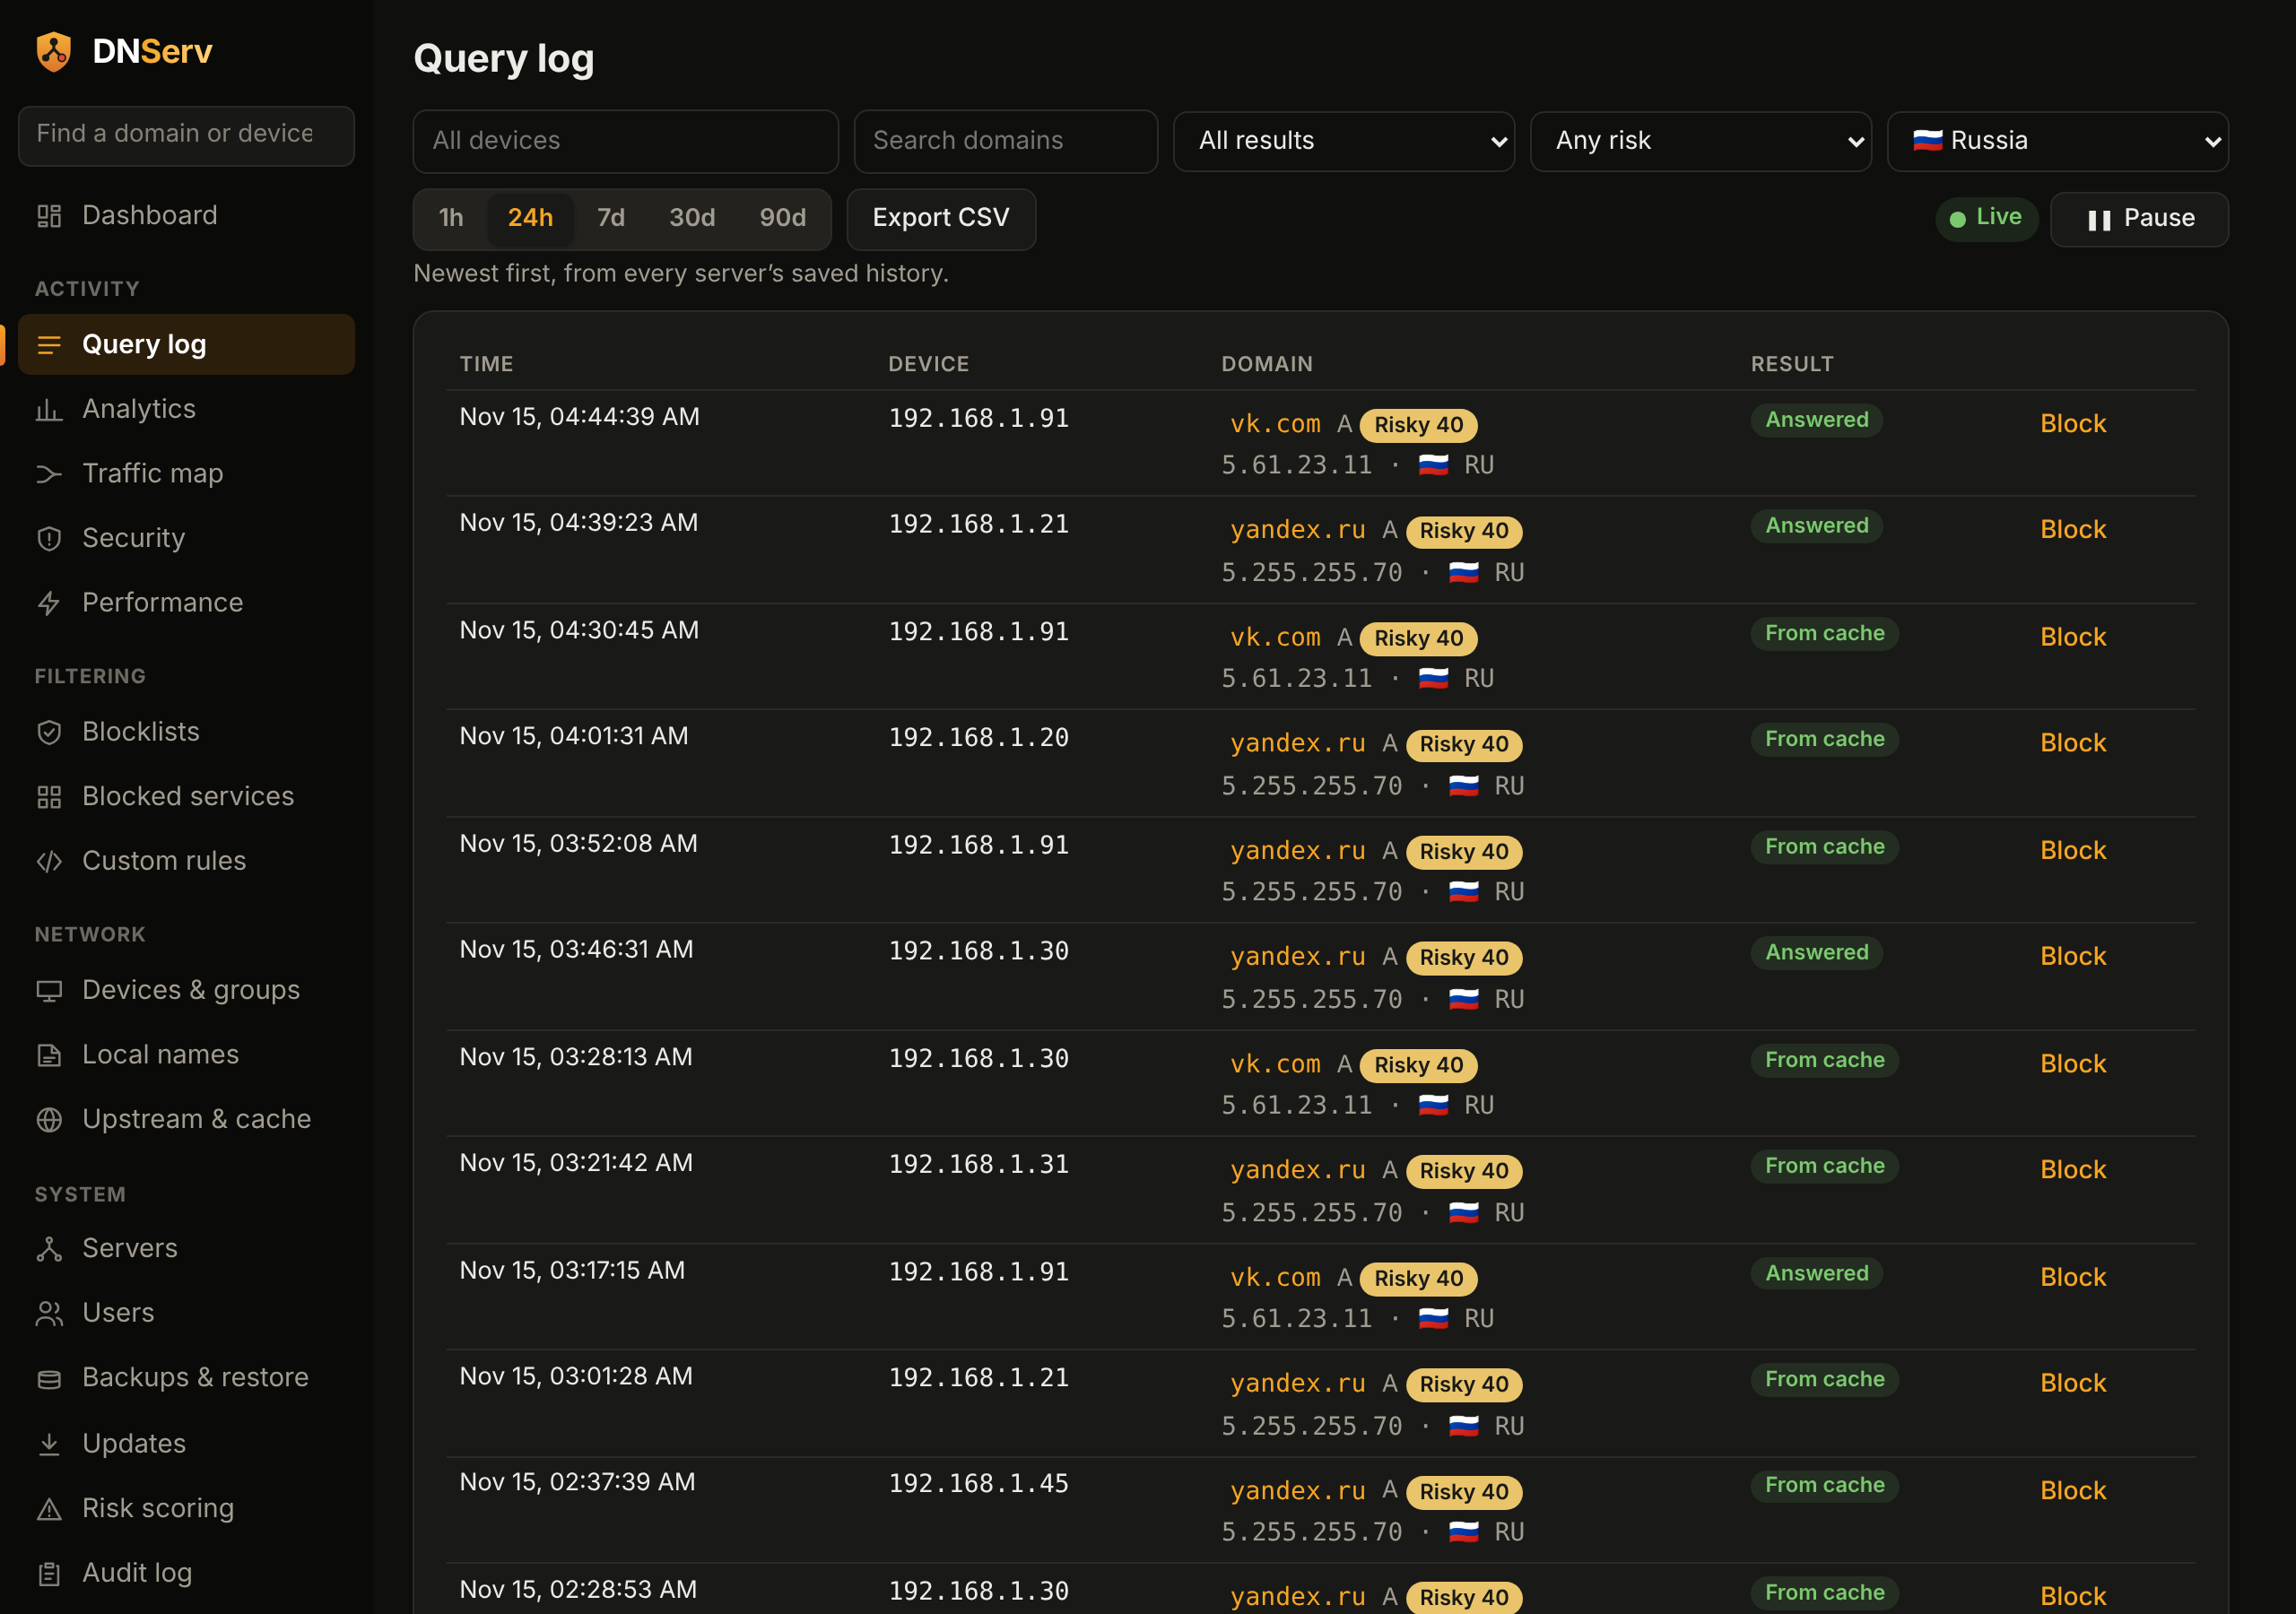 DNServ
Find a domain or device
Dashboard
ACTIVITY
Query log
Analytics
Traffic map
Security
Performance
FILTERING
Blocklists
Blocked services
Custom rules
NETWORK
Devices & groups
Local names
Upstream & cache
SYSTEM
Servers
Users
Backups & restore
Updates
Risk scoring
Audit log
Query log
All devices Search domains All results Any risk 🇷🇺 Russia
1h 24h 7d 30d 90d Export CSV Live Pause
Newest first, from every server’s saved history.
TIME DEVICE DOMAIN RESULT
Nov 15, 04:44:39 AM 192.168.1.91 vk.com A Risky 40 Answered Block
5.61.23.11 · 🇷🇺 RU
Nov 15, 04:39:23 AM 192.168.1.21 yandex.ru A Risky 40 Answered Block
5.255.255.70 · 🇷🇺 RU
Nov 15, 04:30:45 AM 192.168.1.91 vk.com A Risky 40 From cache Block
5.61.23.11 · 🇷🇺 RU
Nov 15, 04:01:31 AM 192.168.1.20 yandex.ru A Risky 40 From cache Block
5.255.255.70 · 🇷🇺 RU
Nov 15, 03:52:08 AM 192.168.1.91 yandex.ru A Risky 40 From cache Block
5.255.255.70 · 🇷🇺 RU
Nov 15, 03:46:31 AM 192.168.1.30 yandex.ru A Risky 40 Answered Block
5.255.255.70 · 🇷🇺 RU
Nov 15, 03:28:13 AM 192.168.1.30 vk.com A Risky 40 From cache Block
5.61.23.11 · 🇷🇺 RU
Nov 15, 03:21:42 AM 192.168.1.31 yandex.ru A Risky 40 From cache Block
5.255.255.70 · 🇷🇺 RU
Nov 15, 03:17:15 AM 192.168.1.91 vk.com A Risky 40 Answered Block
5.61.23.11 · 🇷🇺 RU
Nov 15, 03:01:28 AM 192.168.1.21 yandex.ru A Risky 40 From cache Block
5.255.255.70 · 🇷🇺 RU
Nov 15, 02:37:39 AM 192.168.1.45 yandex.ru A Risky 40 From cache Block
5.255.255.70 · 🇷🇺 RU
Nov 15, 02:28:53 AM 192.168.1.30 yandex.ru A Risky 40 From cache Block